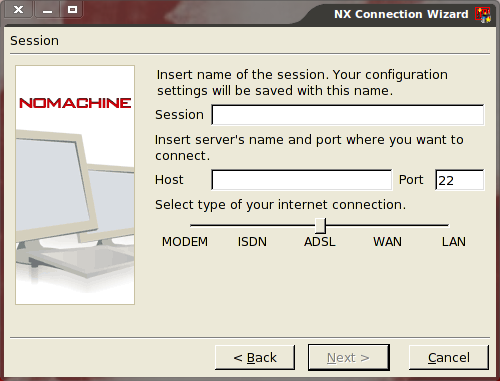 NX Connection Wizard
Session
NOMACHINE
Insert name of the session. Your configuration
settings will be saved with this name.
Session
Insert server's name and port where you want to
connect.
Host Port 22
Select type of your internet connection.
MODEM ISDN ADSL WAN LAN
< Back Next > Cancel